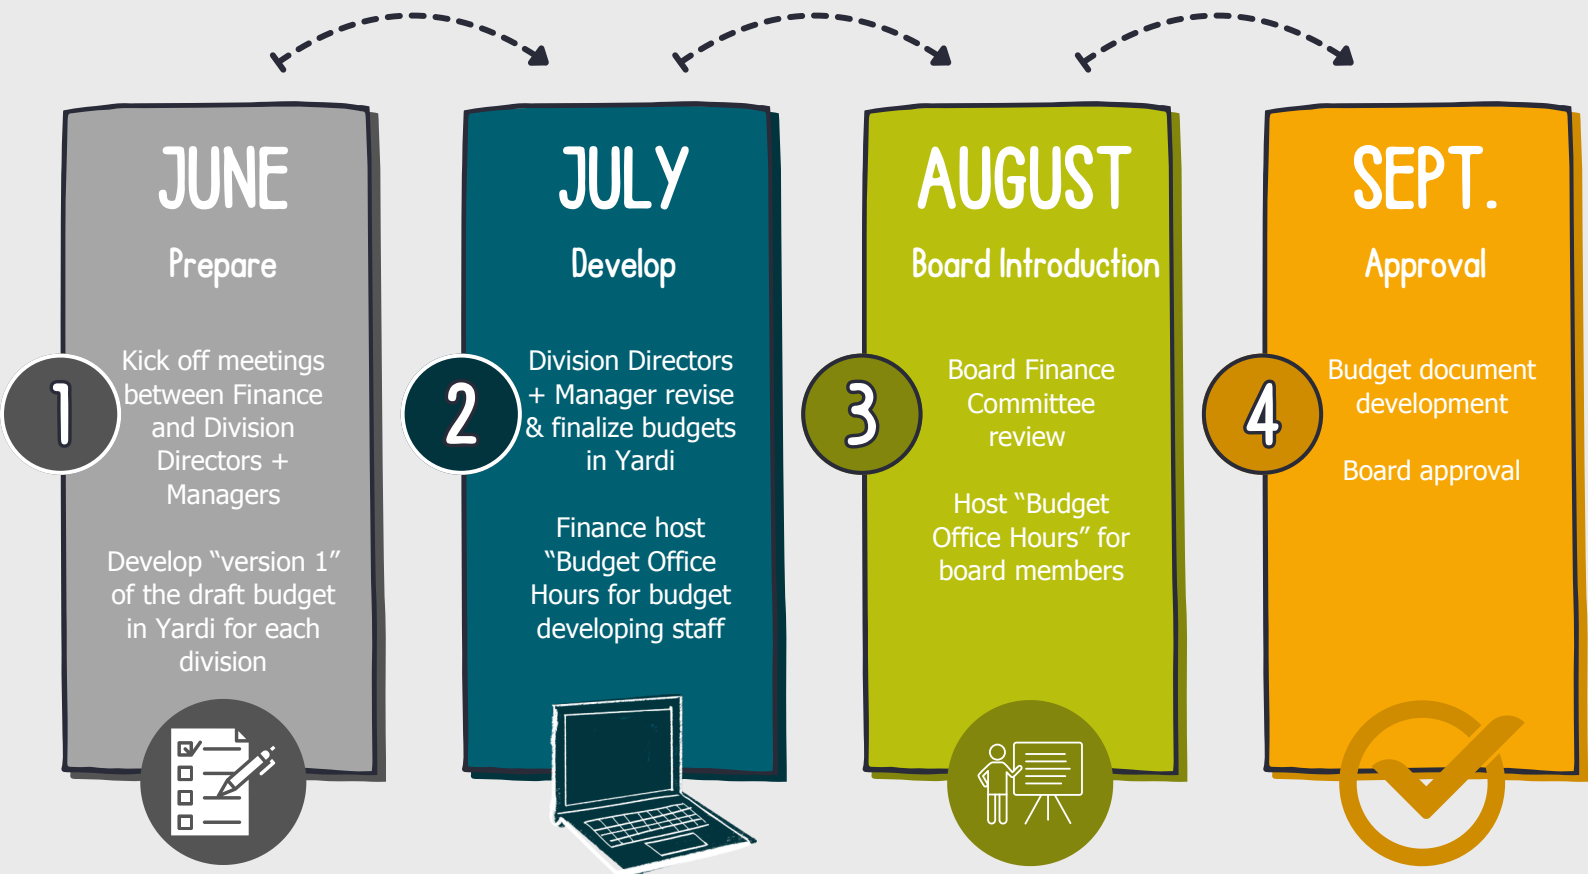 JUNE
Prepare
1
Kick off meetings
between Finance
and Division
Directors +
Managers
Develop “version 1”
of the draft budget
in Yardi for each
division
JULY
Develop
2
Division Directors
+ Manager revise
& finalize budgets
in Yardi
Finance host
“Budget Office
Hours for budget
developing staff
AUGUST
Board Introduction
3
Board Finance
Committee
review
Host “Budget
Office Hours” for
board members
SEPT.
Approval
4
Budget document
development
Board approval